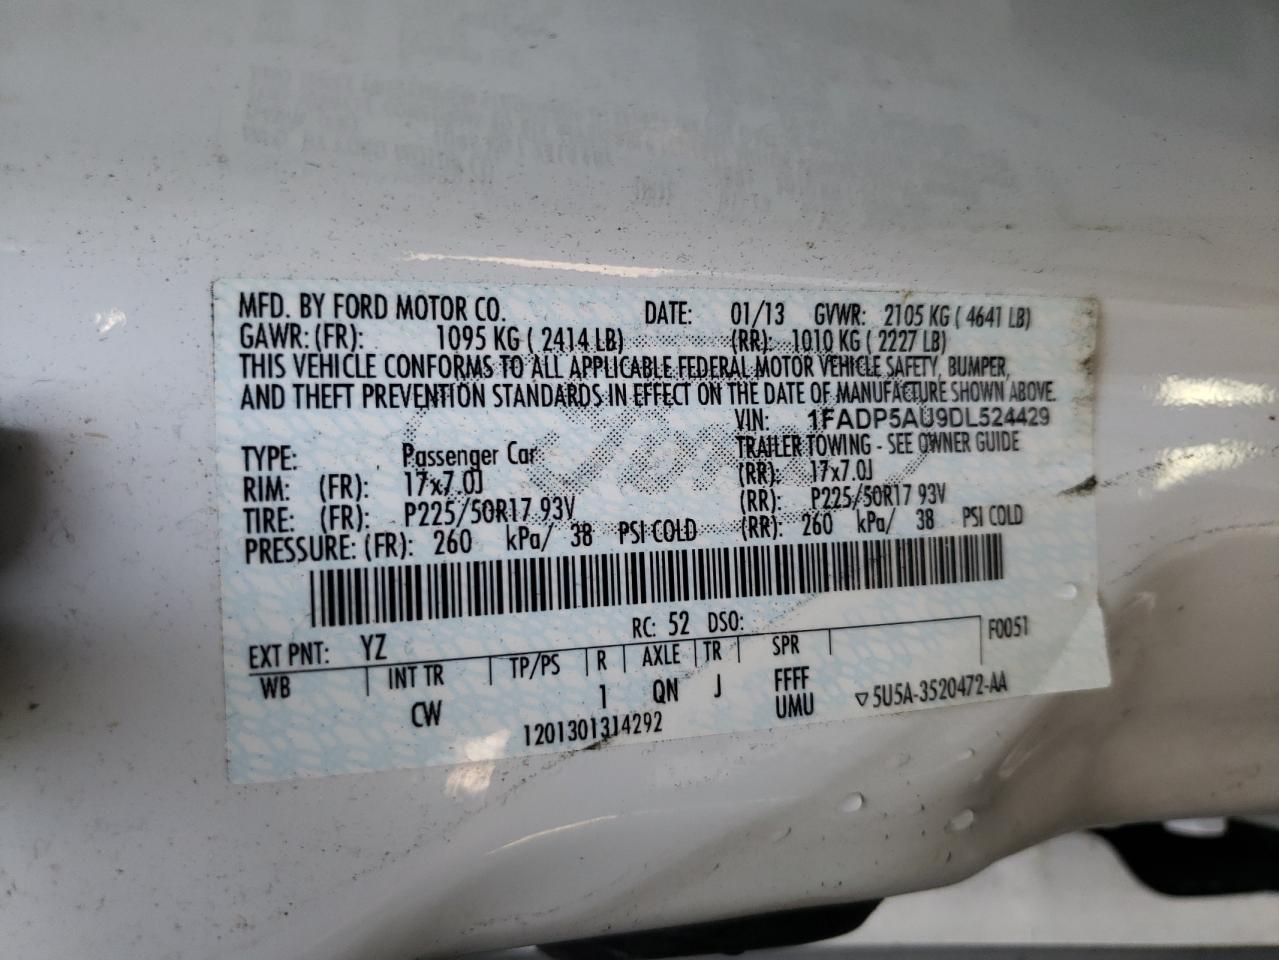 MFD. BY FORD MOTOR CO. DATE: 01/13 GVWR: 2105 KG ( 4641 LB)
GAWR: (FR): 1095 KG ( 2414 LB) (RR): 1010 KG ( 2227 LB)
THIS VEHICLE CONFORMS TO ALL APPLICABLE FEDERAL MOTOR VEHICLE SAFETY, BUMPER,
AND THEFT PREVENTION STANDARDS IN EFFECT ON THE DATE OF MANUFACTURE SHOWN ABOVE.
VIN: 1FADP5AU9DL524429
TYPE: Passenger Car TRAILER TOWING - SEE OWNER GUIDE
RIM: (FR): 17x7.0J (RR): 17x7.0J
TIRE: (FR): P225/50R17 93V (RR): P225/50R17 93V
PRESSURE: (FR): 260 kPa/ 38 PSI COLD (RR): 260 kPa/ 38 PSI COLD
EXT PNT: YZ RC: 52 DSO: F0051
WB INT TR TP/PS R AXLE TR SPR
CW 1 QN J FFFF
UMU ▽5U5A-3520472-AA
1201301314292
Ford